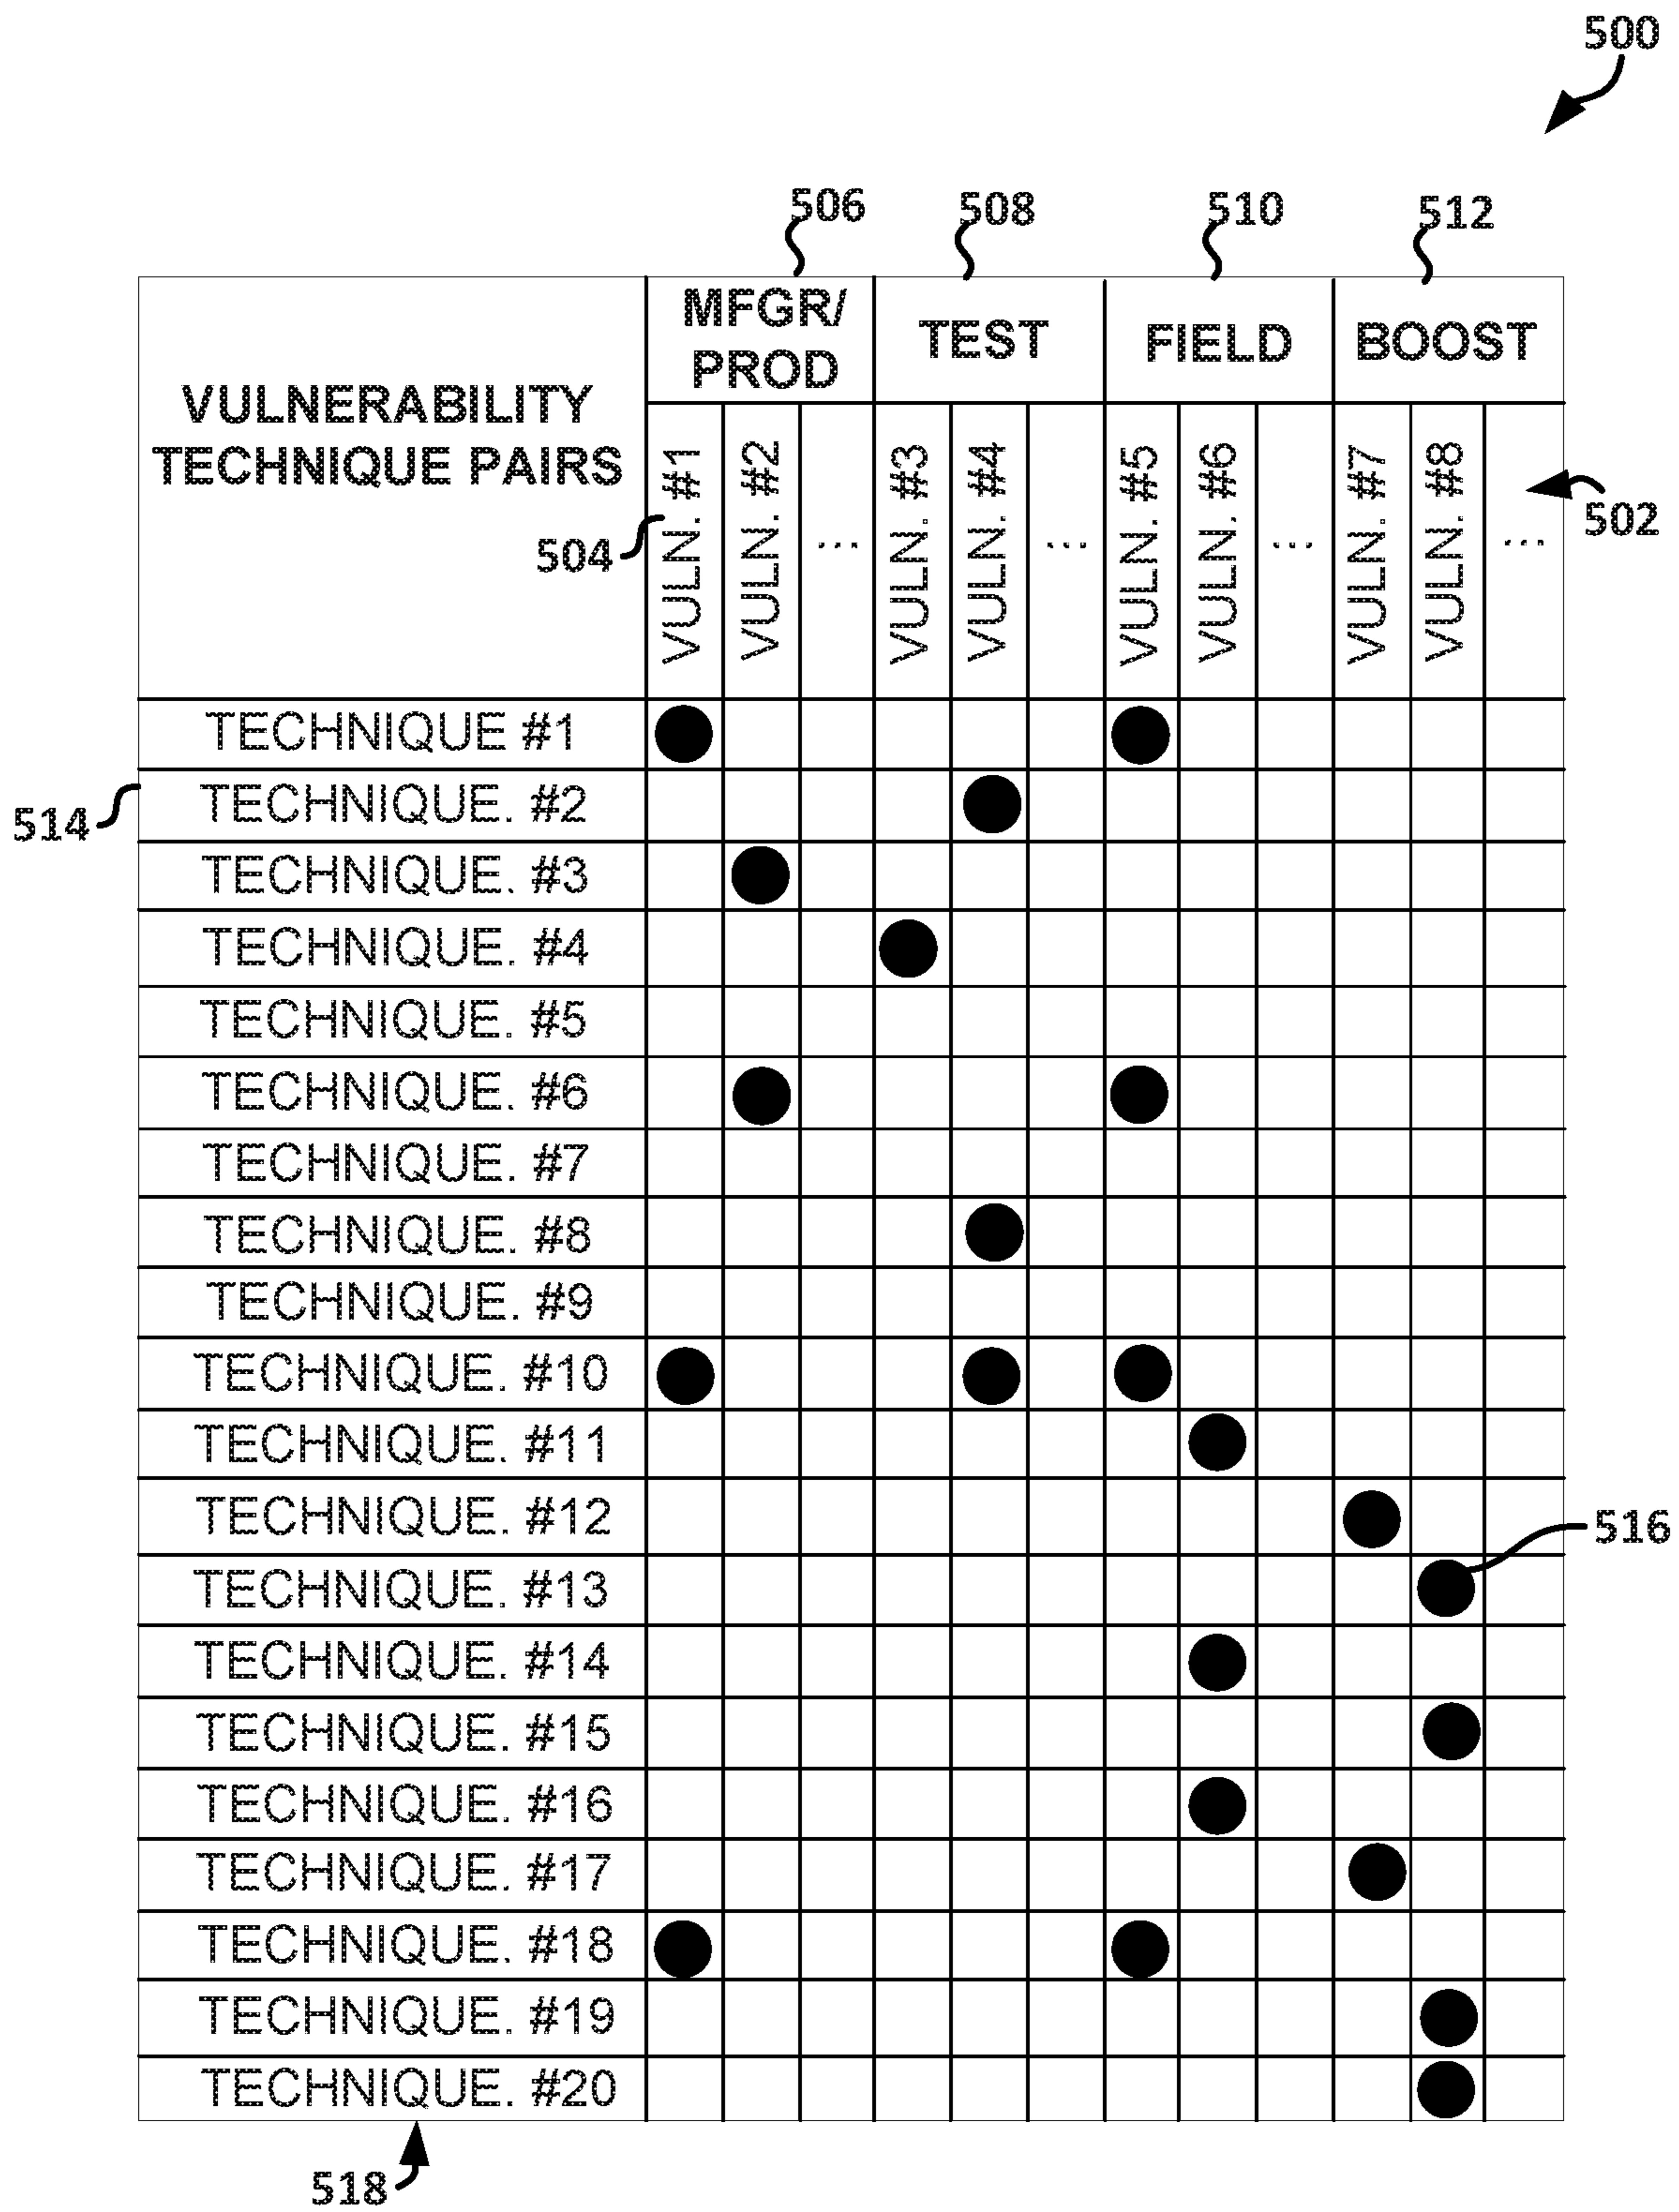 500
506
508
510
512
VULNERABILITY
TECHNIQUE PAIRS
MFGR/
PROD
TEST
FIELD
BOOST
504
VULN. #1
VULN. #2
...
VULN. #3
VULN. #4
...
VULN. #5
VULN. #6
...
VULN. #7
VULN. #8
...
502
TECHNIQUE #1
514
TECHNIQUE. #2
TECHNIQUE. #3
TECHNIQUE. #4
TECHNIQUE. #5
TECHNIQUE. #6
TECHNIQUE. #7
TECHNIQUE. #8
TECHNIQUE. #9
TECHNIQUE. #10
TECHNIQUE. #11
TECHNIQUE. #12
516
TECHNIQUE. #13
TECHNIQUE. #14
TECHNIQUE. #15
TECHNIQUE. #16
TECHNIQUE. #17
TECHNIQUE. #18
TECHNIQUE. #19
TECHNIQUE. #20
518